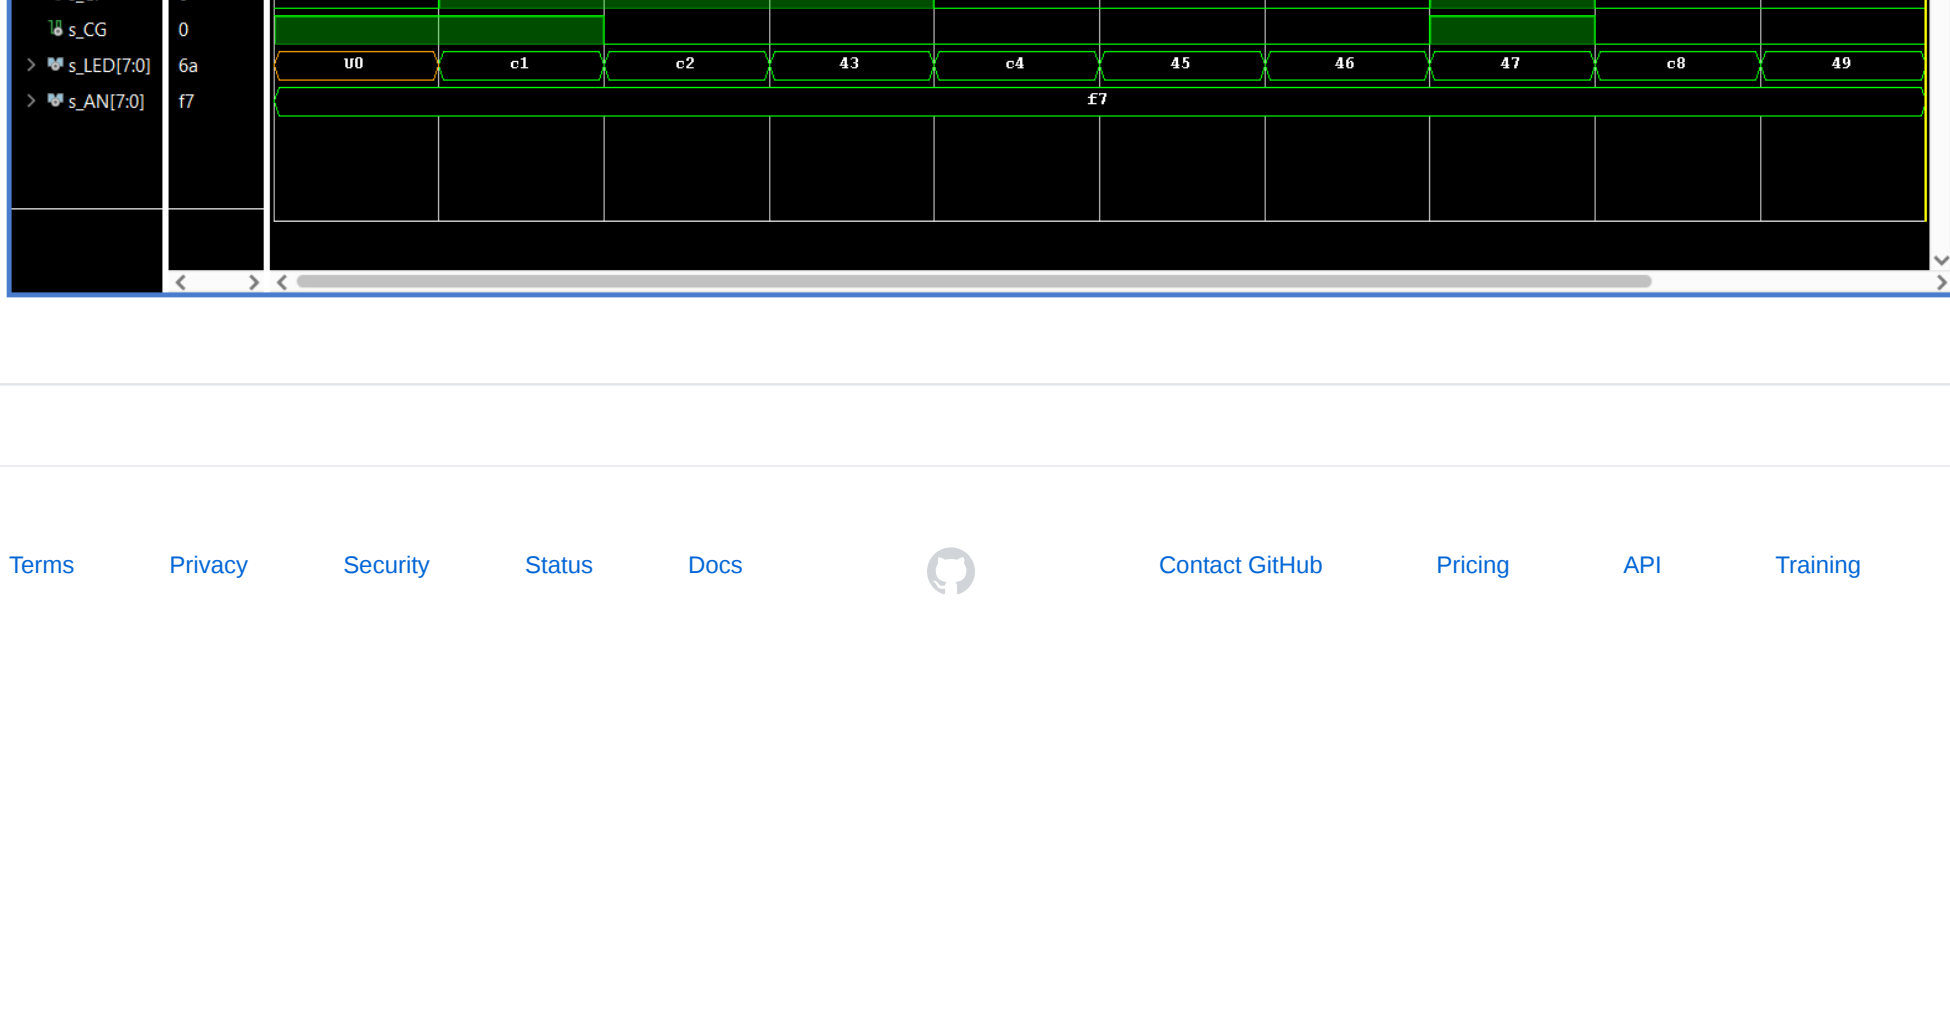 s_CG 0
s_LED[7:0] 6a U0 c1 c2 43 c4 45 46 47 c8 49
s_AN[7:0] f7 f7
Terms Privacy Security Status Docs Contact GitHub Pricing API Training